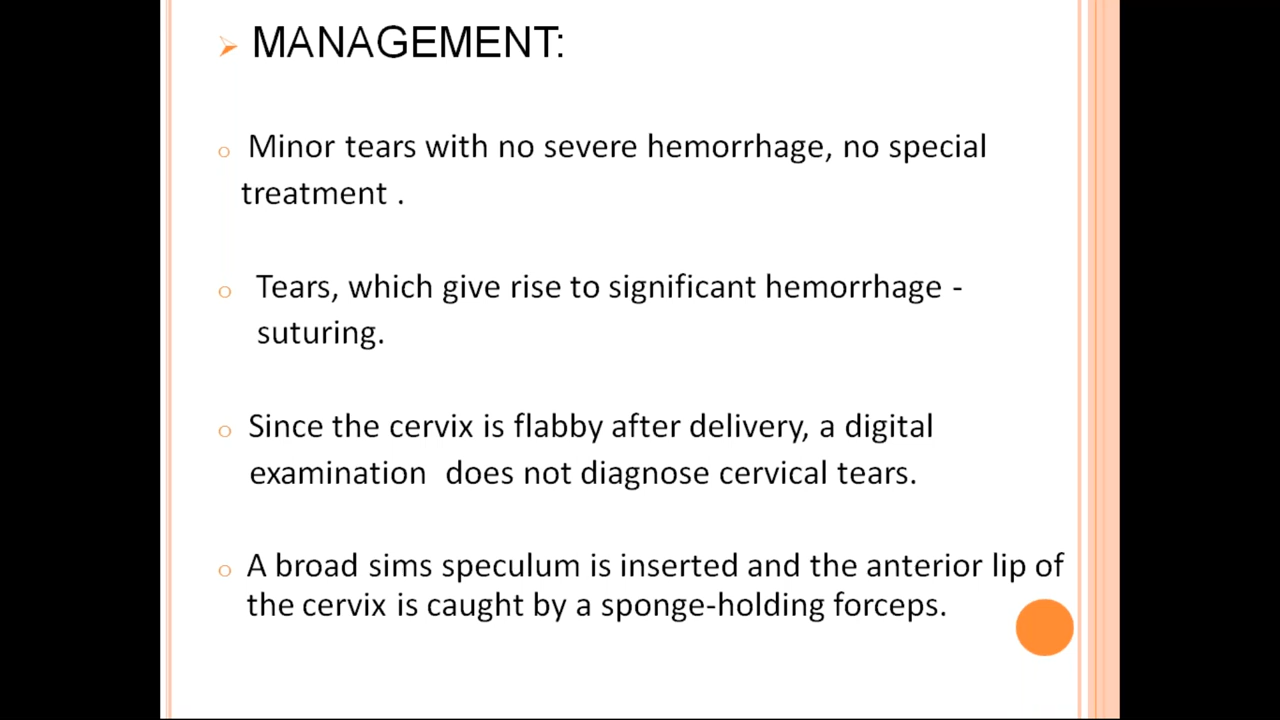 MANAGEMENT:
Minor tears with no severe hemorrhage, no special
treatment .
Tears, which give rise to significant hemorrhage -
suturing.
Since the cervix is flabby after delivery, a digital
examination does not diagnose cervical tears.
A broad sims speculum is inserted and the anterior lip of
the cervix is caught by a sponge-holding forceps.